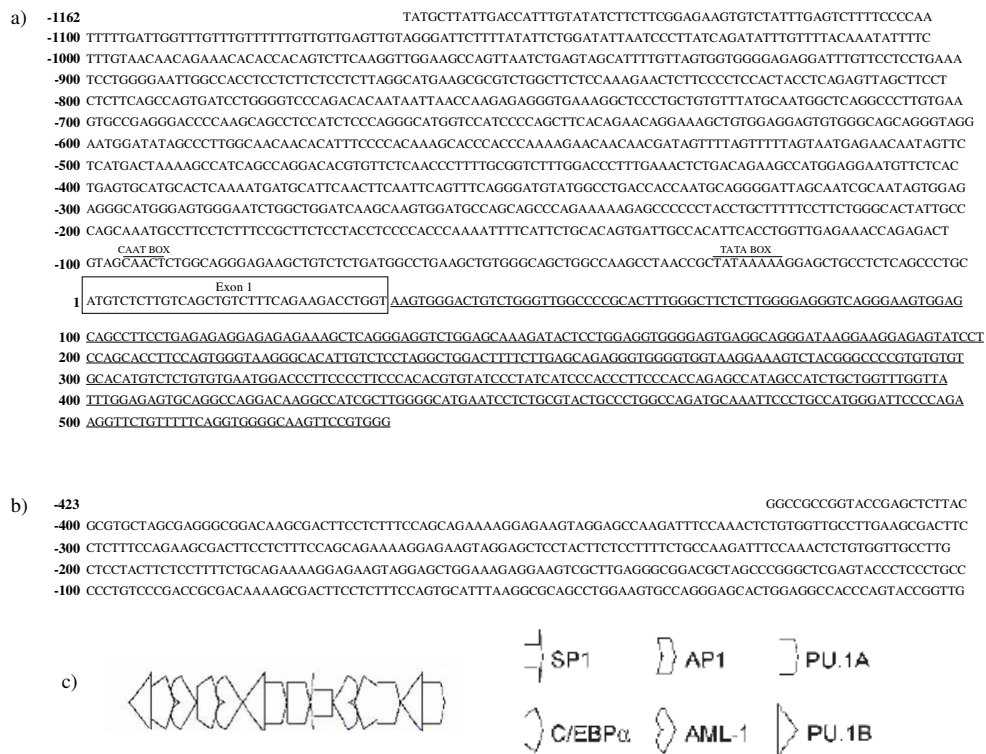 a)
-1162 TATGCTTATTGACCATTTGTATATCTTCTTCGGAGAAGTGTCTATTTGAGTCTTTTCCCCAA
-1100 TTTTTGATTGGTTTGTTTGTTTTTTGTTGTTGAGTTGTAGGGATTCTTTTATATTCTGGATATTAATCCCTTATCAGATATTTGTTTTACAAATATTTTC
-1000 TTTGTAACAACAGAAACACACCACAGTCTTCAAGGTTGGAAGCCAGTTAATCTGAGTAGCATTTTGTTAGTGGTGGGGAGAGGATTTGTTCCTCCTGAAA
-900 TCCTGGGGAATTGGCCACCTCCTCTTCTCCTCTTAGGCATGAAGCGCGTCTGGCTTCTCCAAAGAACTCTTCCCCTCCACTACCTCAGAGTTAGCTTCCT
-800 CTCTTCAGCCAGTGATCCTGGGGTCCCAGACACAATAATTAACCAAGAGAGGGTGAAAGGCTCCCTGCTGTGTTTATGCAATGGCTCAGGCCCTTGTGAA
-700 GTGCCGAGGGACCCCAAGCAGCCTCCATCTCCCAGGGCATGGTCCATCCCCAGCTTCACAGAACAGGAAAGCTGTGGAGGAGTGTGGGCAGCAGGGTAGG
-600 AATGGATATAGCCCTTGGCAACAACACATTTCCCCACAAAGCACCCACCCAAAAGAACAACAACGATAGTTTTAGTTTTTAGTAATGAGAACAATAGTTC
-500 TCATGACTAAAAGCCATCAGCCAGGACACGTGTTCTCAACCCTTTTGCGGTCTTTGGACCCTTTGAAACTCTGACAGAAGCCATGGAGGAATGTTCTCAC
-400 TGAGTGCATGCACTCAAAATGATGCATTCAACTTCAATTCAGTTTCAGGGATGTATGGCCTGACCACCAATGCAGGGGATTAGCAATCGCAATAGTGGAG
-300 AGGGCATGGGAGTGGGAATCTGGCTGGATCAAGCAAGTGGATGCCAGCAGCCCAGAAAAAGAGCCCCCCTACCTGCTTTTTCCTTCTGGGCACTATTGCC
-200 CAGCAAATGCCTTCCTCTTTCCGCTTCTCCTACCTCCCCACCCAAAATTTTCATTCTGCACAGTGATTGCCACATTCACCTGGTTGAGAAACCAGAGACT
CAAT BOX TATA BOX
-100 GTAGCAACTCTGGCAGGGAGAAGCTGTCTCTGATGGCCTGAAGCTGTGGGCAGCTGGCCAAGCCTAACCGCTATAAAAAGGAGCTGCCTCTCAGCCCTGC
Exon 1
1 ATGTCTCTTGTCAGCTGTCTTTCAGAAGACCTGGTAAGTGGGACTGTCTGGGTTGGCCCCGCACTTTGGGCTTCTCTTGGGGAGGGTCAGGGAAGTGGAG
100 CAGCCTTCCTGAGAGAGGAGAGAGAAAGCTCAGGGAGGTCTGGAGCAAAGATACTCCTGGAGGTGGGGAGTGAGGCAGGGATAAGGAAGGAGAGTATCCT
200 CCAGCACCTTCCAGTGGGTAAGGGCACATTGTCTCCTAGGCTGGACTTTTCTTGAGCAGAGGGTGGGGTGGTAAGGAAAGTCTACGGGCCCCGTGTGTGT
300 GCACATGTCTCTGTGTGAATGGACCCTTCCCCTTCCCACACGTGTATCCCTATCATCCCACCCTTCCCACCAGAGCCATAGCCATCTGCTGGTTTGGTTA
400 TTTGGAGAGTGCAGGCCAGGACAAGGCCATCGCTTGGGGCATGAATCCTCTGCGTACTGCCCTGGCCAGATGCAAATTCCCTGCCATGGGATTCCCCAGA
500 AGGTTCTGTTTTTCAGGTGGGGCAAGTTCCGTGGG
b)
-423 GGCCGCCGGTACCGAGCTCTTAC
-400 GCGTGCTAGCGAGGGCGGACAAGCGACTTCCTCTTTCCAGCAGAAAAGGAGAAGTAGGAGCCAAGATTTCCAAACTCTGTGGTTGCCTTGAAGCGACTTC
-300 CTCTTTCCAGAAGCGACTTCCTCTTTCCAGCAGAAAAGGAGAAGTAGGAGCTCCTACTTCTCCTTTTCTGCCAAGATTTCCAAACTCTGTGGTTGCCTTG
-200 CTCCTACTTCTCCTTTTCTGCAGAAAAGGAGAAGTAGGAGCTGGAAAGAGGAAGTCGCTTGAGGGCGGACGCTAGCCCGGGCTCGAGTACCCTCCCTGCC
-100 CCCTGTCCCGACCGCGACAAAAGCGACTTCCTCTTTCCAGTGCATTTAAGGCGCAGCCTGGAAGTGCCAGGGAGCACTGGAGGCCACCCAGTACCGGTTG
c)
SP1 AP1 PU.1A
C/EBPα AML-1 PU.1B